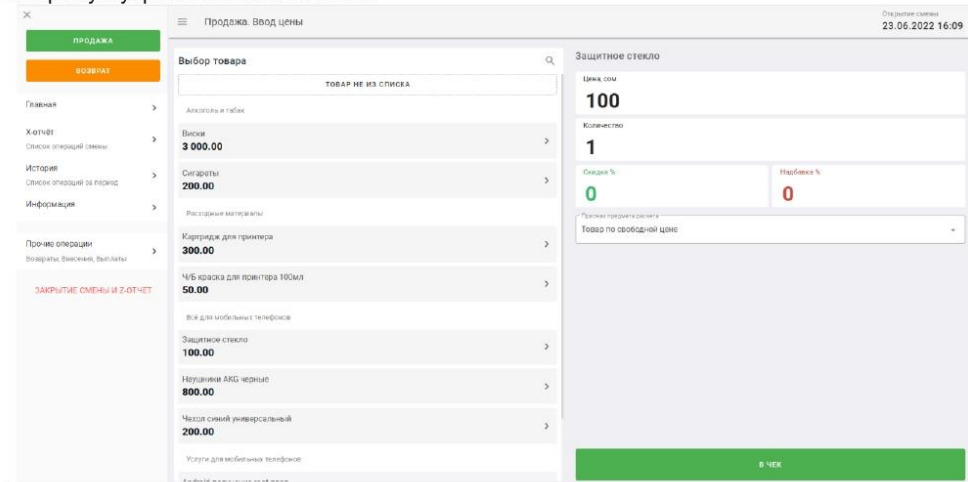 ПРОДАЖА
ВОЗВРАТ
Главная
X-отчёт
Список операций смены
История
Список операций за период
Информация
Прочие операции
Возвраты, Внесения, Выплаты
ЗАКРЫТИЕ СМЕНЫ И Z-ОТЧЕТ
Продажа. Ввод цены
Открытие смены
23.06.2022 16:09
Выбор товара
ТОВАР НЕ ИЗ СПИСКА
Алкоголь и табак
Виски
3 000.00
Сигареты
200.00
Расходные материалы
Картридж для принтера
300.00
Ч/Б краска для принтера 100мл
50.00
Всё для мобильных телефонов
Защитное стекло
100.00
Наушники AKG черные
800.00
Чехол синий универсальный
200.00
Услуги для мобильных телефонов
Защитное стекло
Цена, сом
100
Количество
1
Скидка %
0
Надбавка %
0
Признак предмета расчета
Товар по свободной цене
В ЧЕК